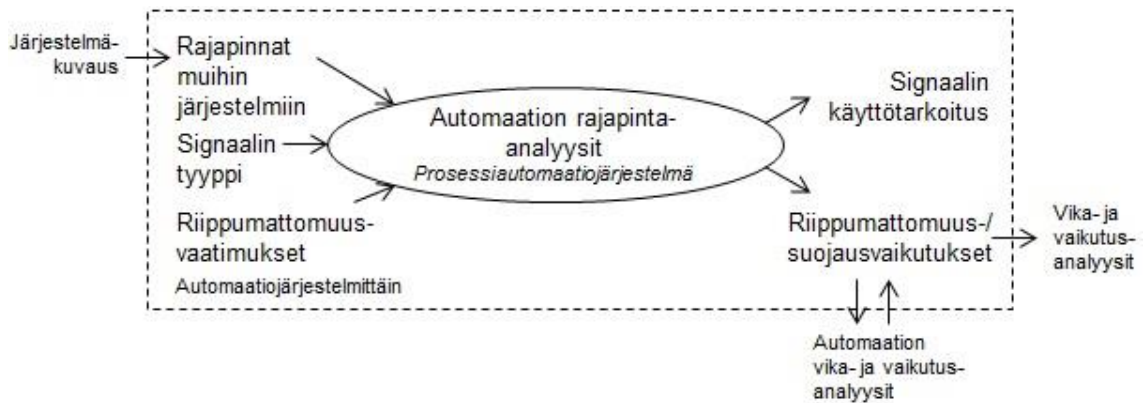 Järjestelmä-
kuvaus
Rajapinnat
muihin
järjestelmiin
Signaalin
tyyppi
Riippumattomuus-
vaatimukset
Automaatiojärjestelmittäin
Automaation rajapinta-
analyysit
Prosessiautomaatiojärjestelmä
Signaalin
käyttötarkoitus
Riippumattomuus-/
suojausvaikutukset
Vika- ja
vaikutus-
analyysit
Automaation
vika- ja vaikutus-
analyysit